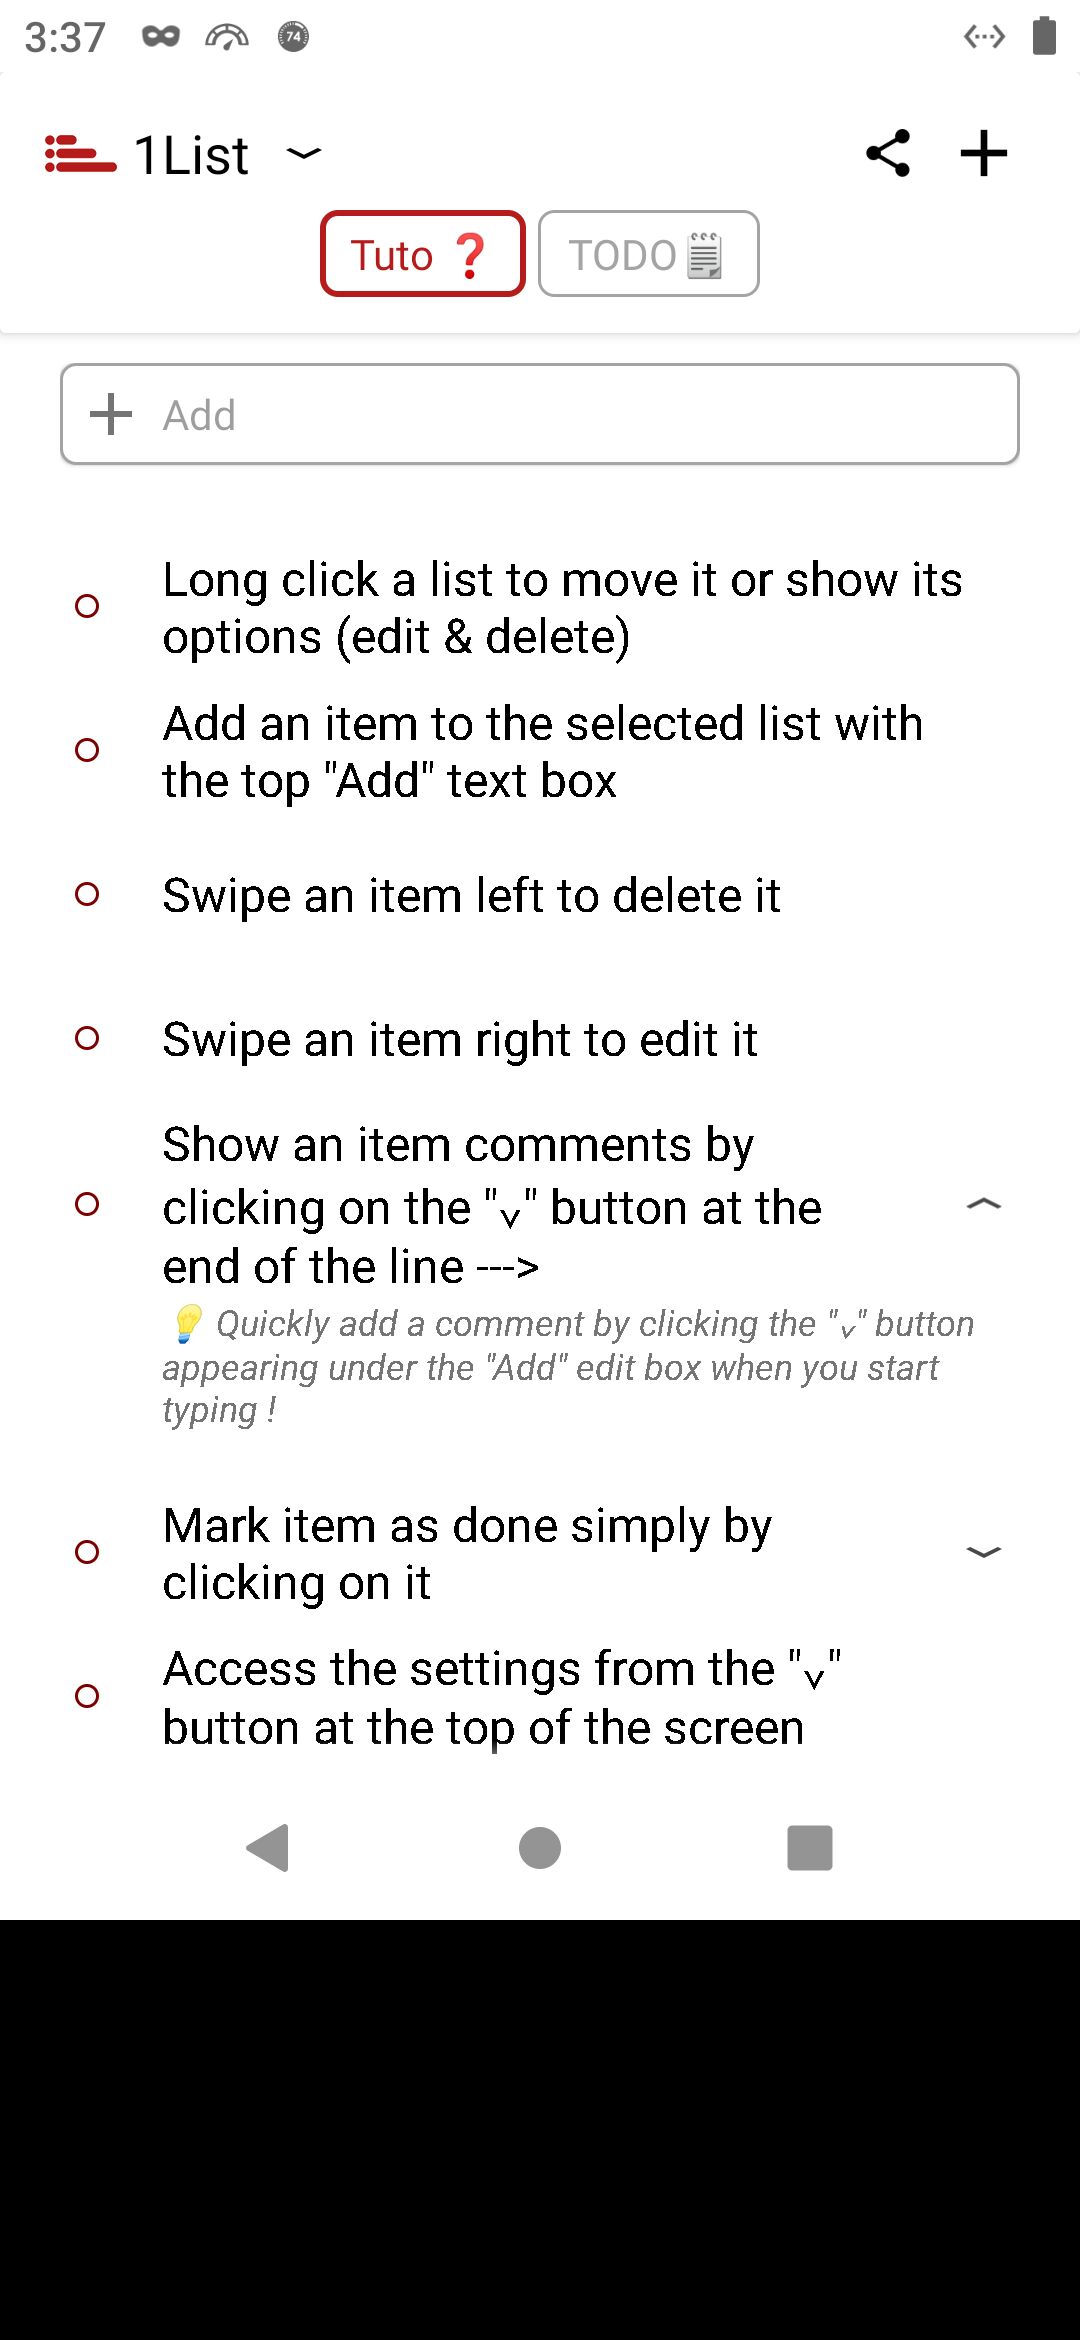 3:37
74
1List
Tuto ❓
TODO🗒
Add
Long click a list to move it or show its
options (edit & delete)
Add an item to the selected list with
the top "Add" text box
Swipe an item left to delete it
Swipe an item right to edit it
Show an item comments by
clicking on the "˅" button at the
end of the line --->
💡 Quickly add a comment by clicking the "˅" button
appearing under the "Add" edit box when you start
typing !
Mark item as done simply by
clicking on it
Access the settings from the "˅"
button at the top of the screen